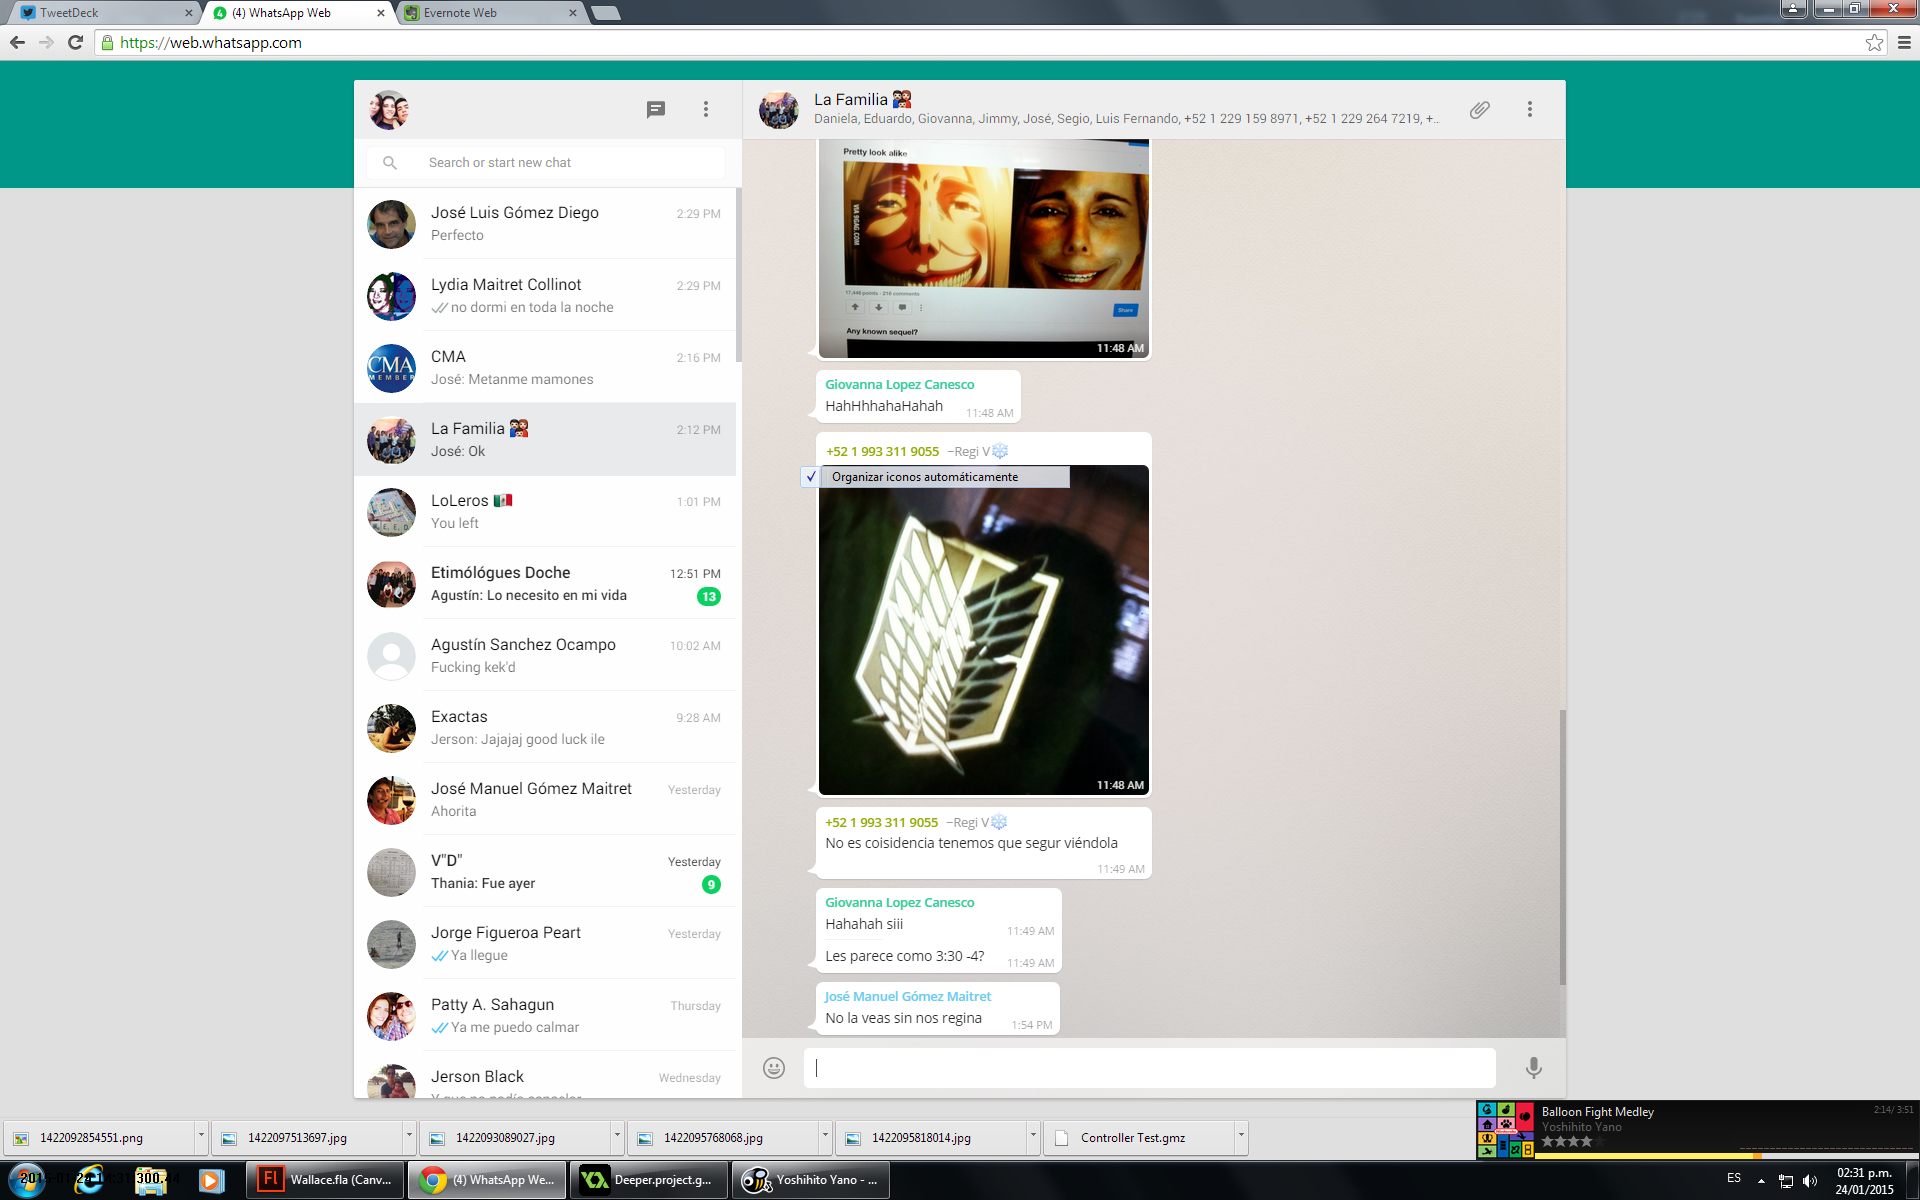 TweetDeck
(4) WhatsApp Web
Evernote Web
https://web.whatsapp.com
La Familia
Daniela, Eduardo, Giovanna, Jimmy, José, Segio, Luis Fernando, +52 1 229 159 8971, +52 1 229 264 7219, +...
Search or start new chat
José Luis Gómez Diego
2:29 PM
Perfecto
Lydia Maitret Collinot
2:29 PM
no dormi en toda la noche
CMA
2:16 PM
José: Metanme mamones
CMA
MEMBER
La Familia
2:12 PM
José: Ok
LoLeros
1:01 PM
You left
Etimólógues Doche
12:51 PM
Agustín: Lo necesito en mi vida
13
Agustín Sanchez Ocampo
10:02 AM
Fucking kek'd
Exactas
9:28 AM
Jerson: Jajajaj good luck ile
José Manuel Gómez Maitret
Yesterday
Ahorita
V"D"
Yesterday
Thania: Fue ayer
9
Jorge Figueroa Peart
Yesterday
Ya llegue
Patty A. Sahagun
Thursday
Ya me puedo calmar
Jerson Black
Wednesday
Pretty look alike
VIA 9GAG.COM
Share
Any known sequel?
11:48 AM
Giovanna Lopez Canesco
HahHhhahaHahah
11:48 AM
+52 1 993 311 9055 ~Regi V
Organizar iconos automáticamente
11:48 AM
+52 1 993 311 9055 ~Regi V
No es coisidencia tenemos que segur viéndola
11:49 AM
Giovanna Lopez Canesco
Hahahah siii
11:49 AM
Les parece como 3:30 -4?
11:49 AM
José Manuel Gómez Maitret
No la veas sin nos regina
1:54 PM
1422092854551.png
1422097513697.jpg
1422093089027.jpg
1422095768068.jpg
1422095818014.jpg
Controller Test.gmz
Balloon Fight Medley
2:14/ 3:51
Yoshihito Yano
Wallace.fla (Canv...
(4) WhatsApp We...
Deeper.project.g...
Yoshihito Yano - ...
ES
02:31 p.m.
24/01/2015